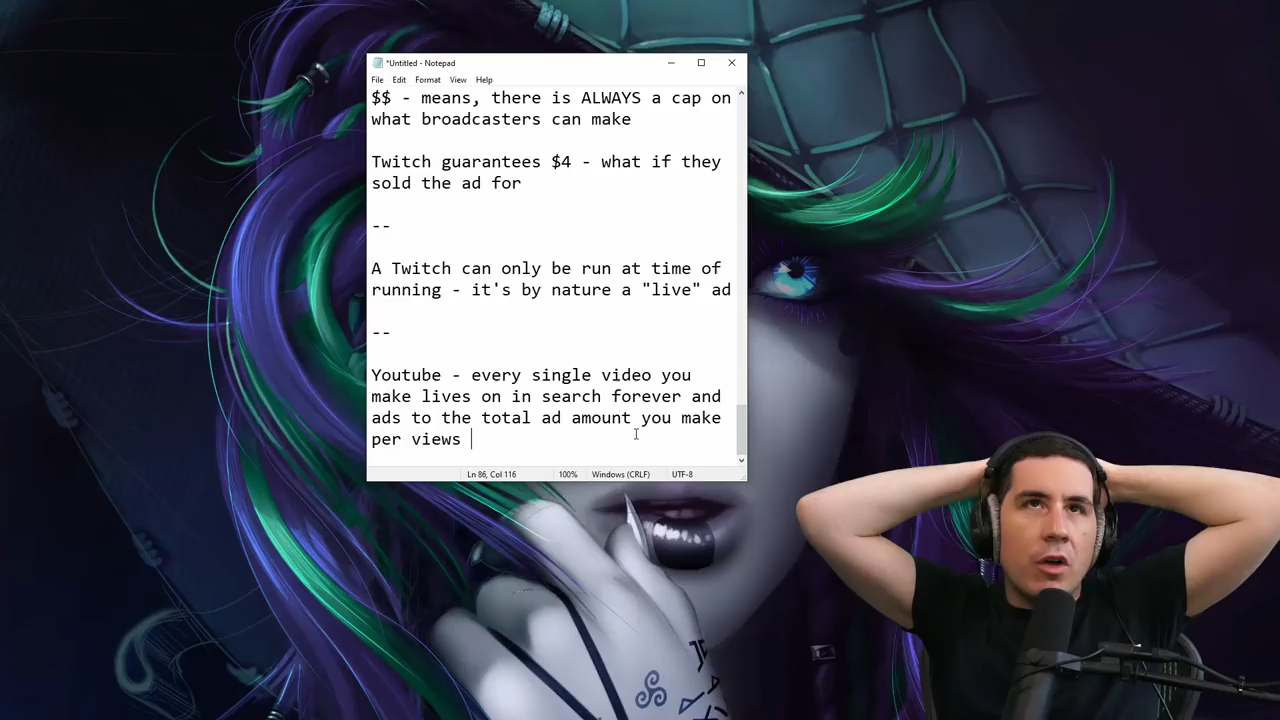 *Untitled - Notepad
File Edit Format View Help
$$ - means, there is ALWAYS a cap on
what broadcasters can make
Twitch guarantees $4 - what if they
sold the ad for
--
A Twitch can only be run at time of
running - it's by nature a "live" ad
--
Youtube - every single video you
make lives on in search forever and
ads to the total ad amount you make
per views
Ln 86, Col 116 100% Windows (CRLF) UTF-8